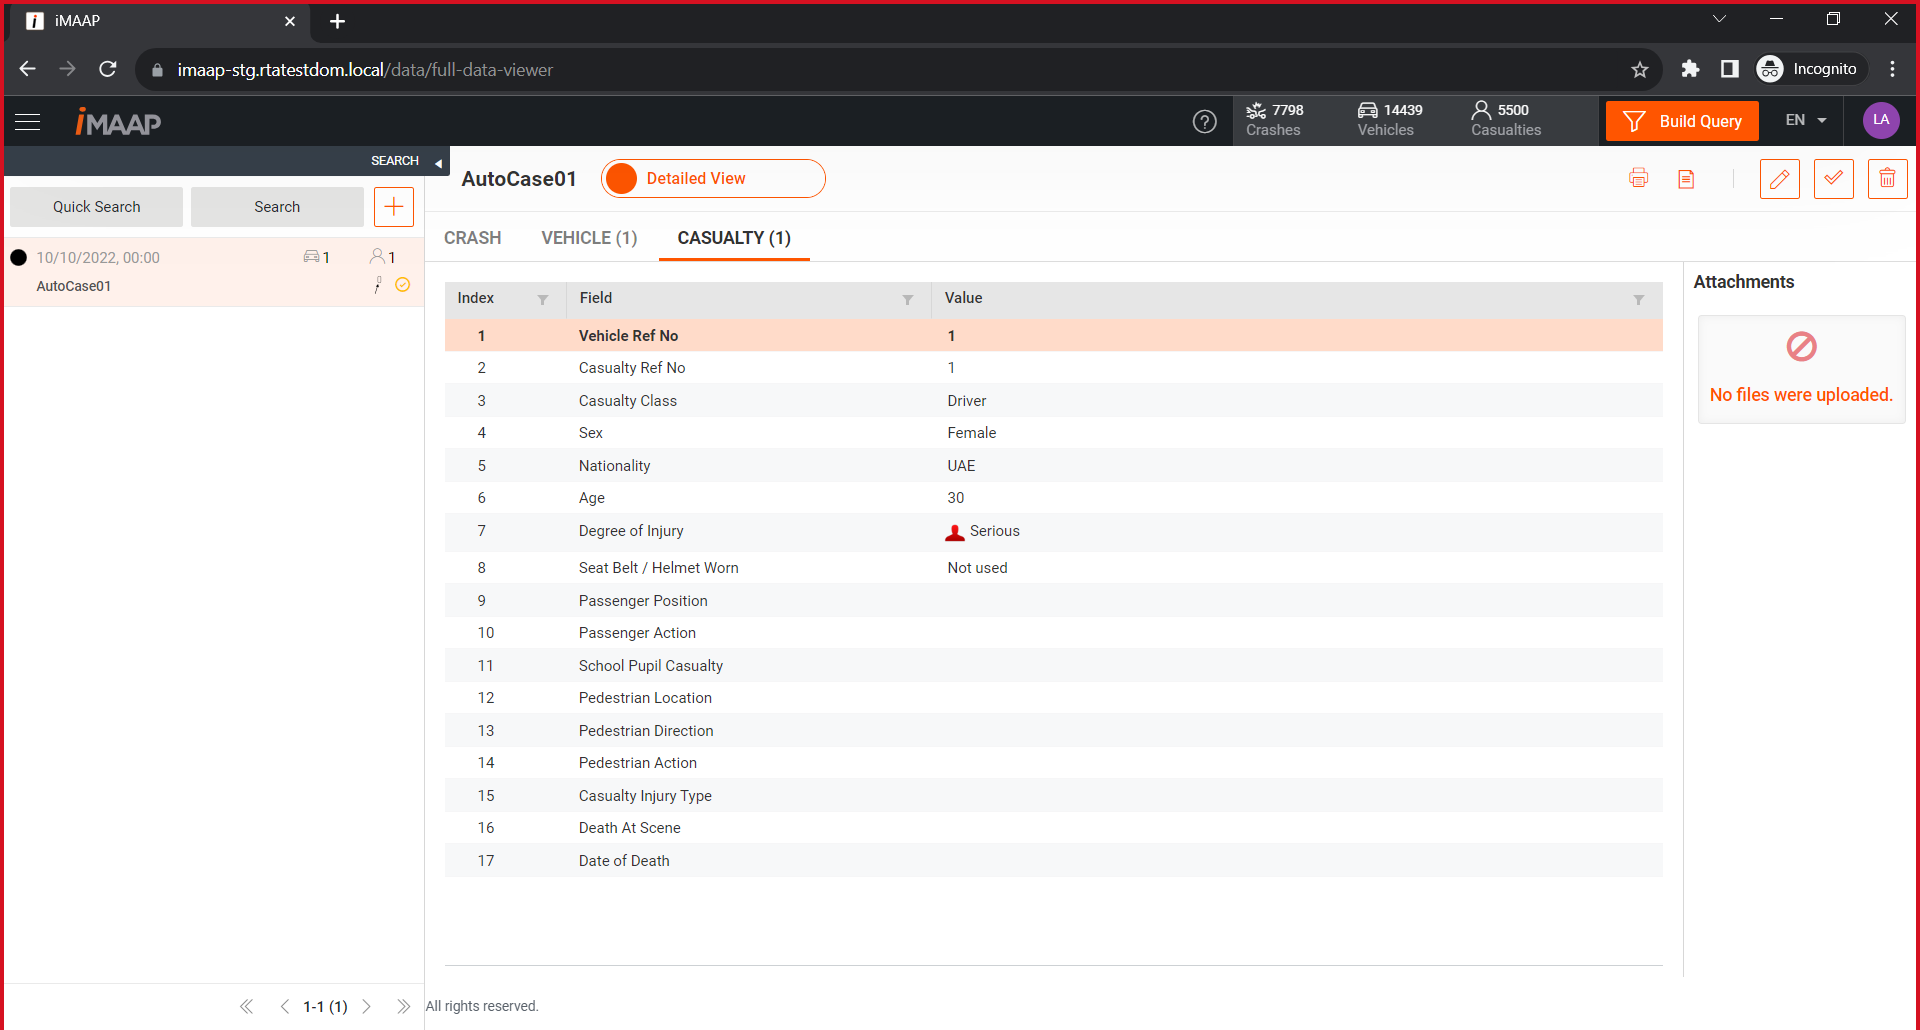 iMAAP
imaap-stg.rtatestdom.local/data/full-data-viewer
Incognito
iMAAP
7798
Crashes
14439
Vehicles
5500
Casualties
Build Query
EN
LA
SEARCH
Quick Search
Search
10/10/2022, 00:00
1
1
AutoCase01
AutoCase01
Detailed View
CRASH
VEHICLE (1)
CASUALTY (1)
Index Field Value
1 Vehicle Ref No 1
2 Casualty Ref No 1
3 Casualty Class Driver
4 Sex Female
5 Nationality UAE
6 Age 30
7 Degree of Injury Serious
8 Seat Belt / Helmet Worn Not used
9 Passenger Position
10 Passenger Action
11 School Pupil Casualty
12 Pedestrian Location
13 Pedestrian Direction
14 Pedestrian Action
15 Casualty Injury Type
16 Death At Scene
17 Date of Death
Attachments
No files were uploaded.
1-1 (1)
All rights reserved.